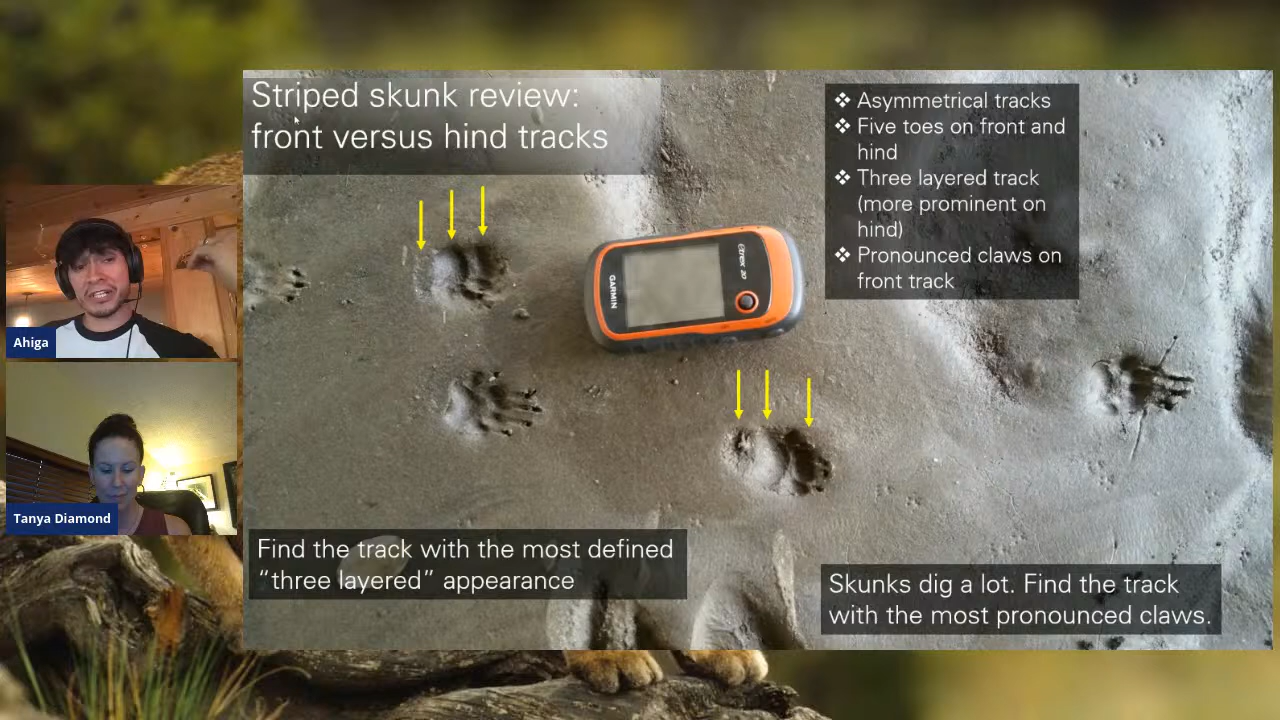 Striped skunk review:
front versus hind tracks
❖ Asymmetrical tracks
❖ Five toes on front and
hind
❖ Three layered track
(more prominent on
hind)
❖ Pronounced claws on
front track
GARMIN
etrex 20
Ahiga
Tanya Diamond
Find the track with the most defined
“three layered” appearance
Skunks dig a lot. Find the track
with the most pronounced claws.